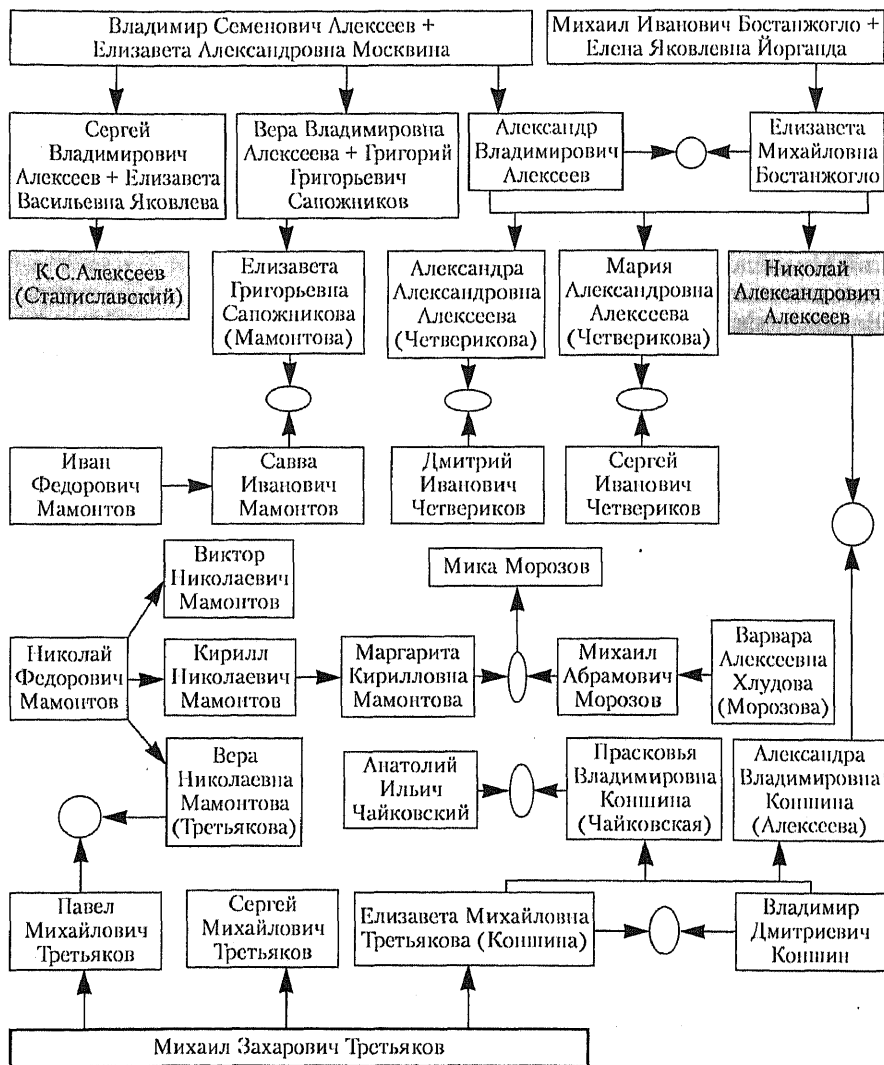 Владимир Семенович Алексеев +
Елизавета Александровна Москвина
Михаил Иванович Бостанжогло +
Елена Яковлевна Йорганда
Сергей
Владимирович
Алексеев + Елизавета
Васильевна Яковлева
Вера Владимировна
Алексеева + Григорий
Григорьевич
Сапожников
Александр
Владимирович
Алексеев
Елизавета
Михайловна
Бостанжогло
К.С.Алексеев
(Станиславский)
Елизавета
Григорьевна
Сапожникова
(Мамонтова)
Александра
Александровна
Алексеева
(Четверикова)
Мария
Александровна
Алексеева
(Четверикова)
Николай
Александрович
Алексеев
Иван
Федорович
Мамонтов
Савва
Иванович
Мамонтов
Дмитрий
Иванович
Четвериков
Сергей
Иванович
Четвериков
Виктор
Николаевич
Мамонтов
Мика Морозов
Николай
Федорович
Мамонтов
Кирилл
Николаевич
Мамонтов
Маргарита
Кирилловна
Мамонтова
Михаил
Абрамович
Морозов
Варвара
Алексеевна
Хлудова
(Морозова)
Вера
Николаевна
Мамонтова
(Третьякова)
Анатолий
Ильич
Чайковский
Прасковья
Владимировна
Коншина
(Чайковская)
Александра
Владимировна
Коншина
(Алексеева)
Павел
Михайлович
Третьяков
Сергей
Михайлович
Третьяков
Елизавета Михайловна
Третьякова (Коншина)
Владимир
Дмитриевич
Коншин
Михаил Захарович Третьяков